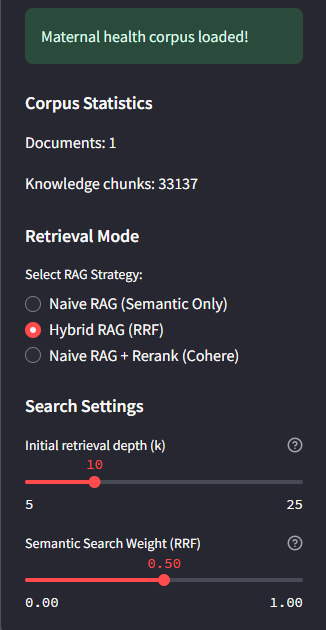 Maternal health corpus loaded!
Corpus Statistics
Documents: 1
Knowledge chunks: 33137
Retrieval Mode
Select RAG Strategy:
Naive RAG (Semantic Only)
Hybrid RAG (RRF)
Naive RAG + Rerank (Cohere)
Search Settings
Initial retrieval depth (k) ?
10
5 25
Semantic Search Weight (RRF) ?
0.50
0.00 1.00